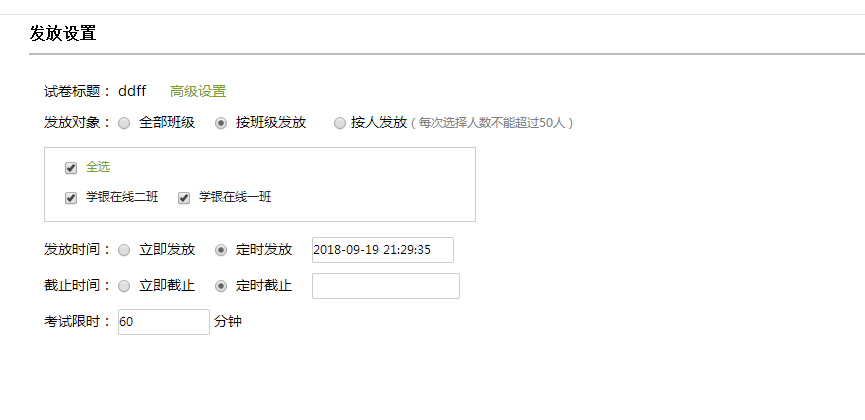 发放设置
试卷标题： ddff 高级设置
发放对象： 全部班级 按班级发放 按人发放（每次选择人数不能超过50人）
全选
学银在线二班 学银在线一班
发放时间： 立即发放 定时发放 2018-09-19 21:29:35
截止时间： 立即截止 定时截止
考试限时： 60 分钟